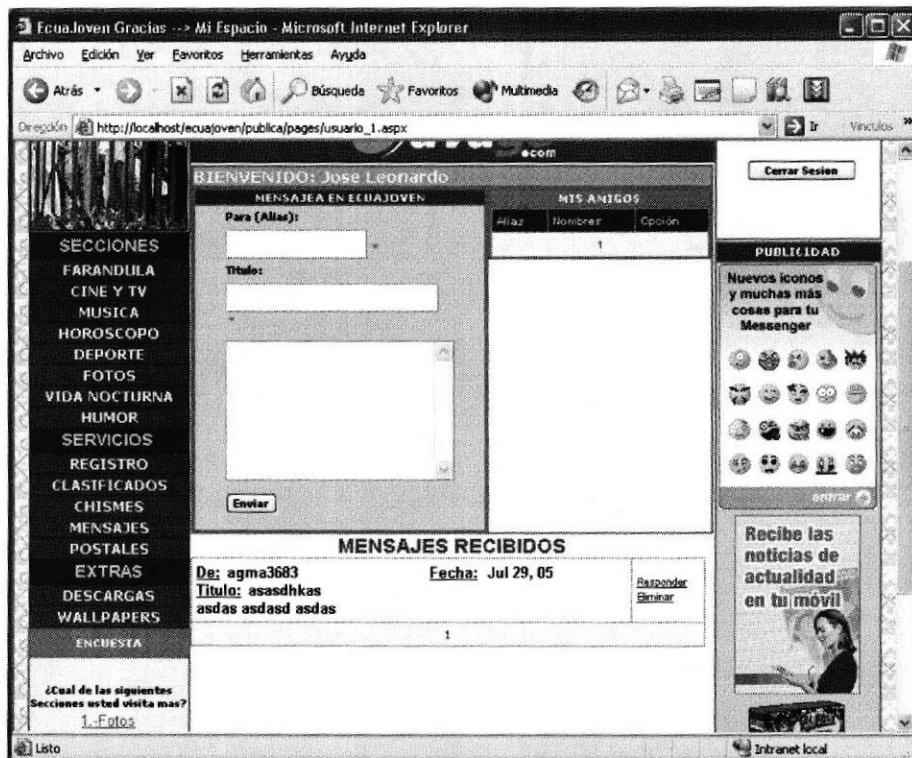 EcuaJoven Gracias --> Mi Espacio - Microsoft Internet Explorer
Archivo Edición Ver Favoritos Herramientas Ayuda
Atrás Búsqueda Favoritos Multimedia
Dirección http://localhost/ecuajoven/publica/pages/usuario_1.aspx Ir Vínculos »
.com
BIENVENIDO: Jose Leonardo
Cerrar Sesion
MENSAJEA EN ECUAJOVEN
Para (Alias):
*
Titulo:
*
Enviar
MIS AMIGOS
Alias Nombres Opción
1
SECCIONES
FARANDULA
CINE Y TV
MUSICA
HOROSCOPO
DEPORTE
FOTOS
VIDA NOCTURNA
HUMOR
SERVICIOS
REGISTRO
CLASIFICADOS
CHISMES
MENSAJES
POSTALES
EXTRAS
DESCARGAS
WALLPAPERS
ENCUESTA
¿Cual de las siguientes
Secciones usted visita mas?
1.-Fotos
MENSAJES RECIBIDOS
De: agma3683 Fecha: Jul 29, 05
Titulo: asasdhkas
asdas asdasd asdas
Responder
Eliminar
1
PUBLICIDAD
Nuevos iconos
y muchas más
cosas para tu
Messenger
entrar
Recibe las
noticias de
actualidad
en tu móvil
Listo Intranet local